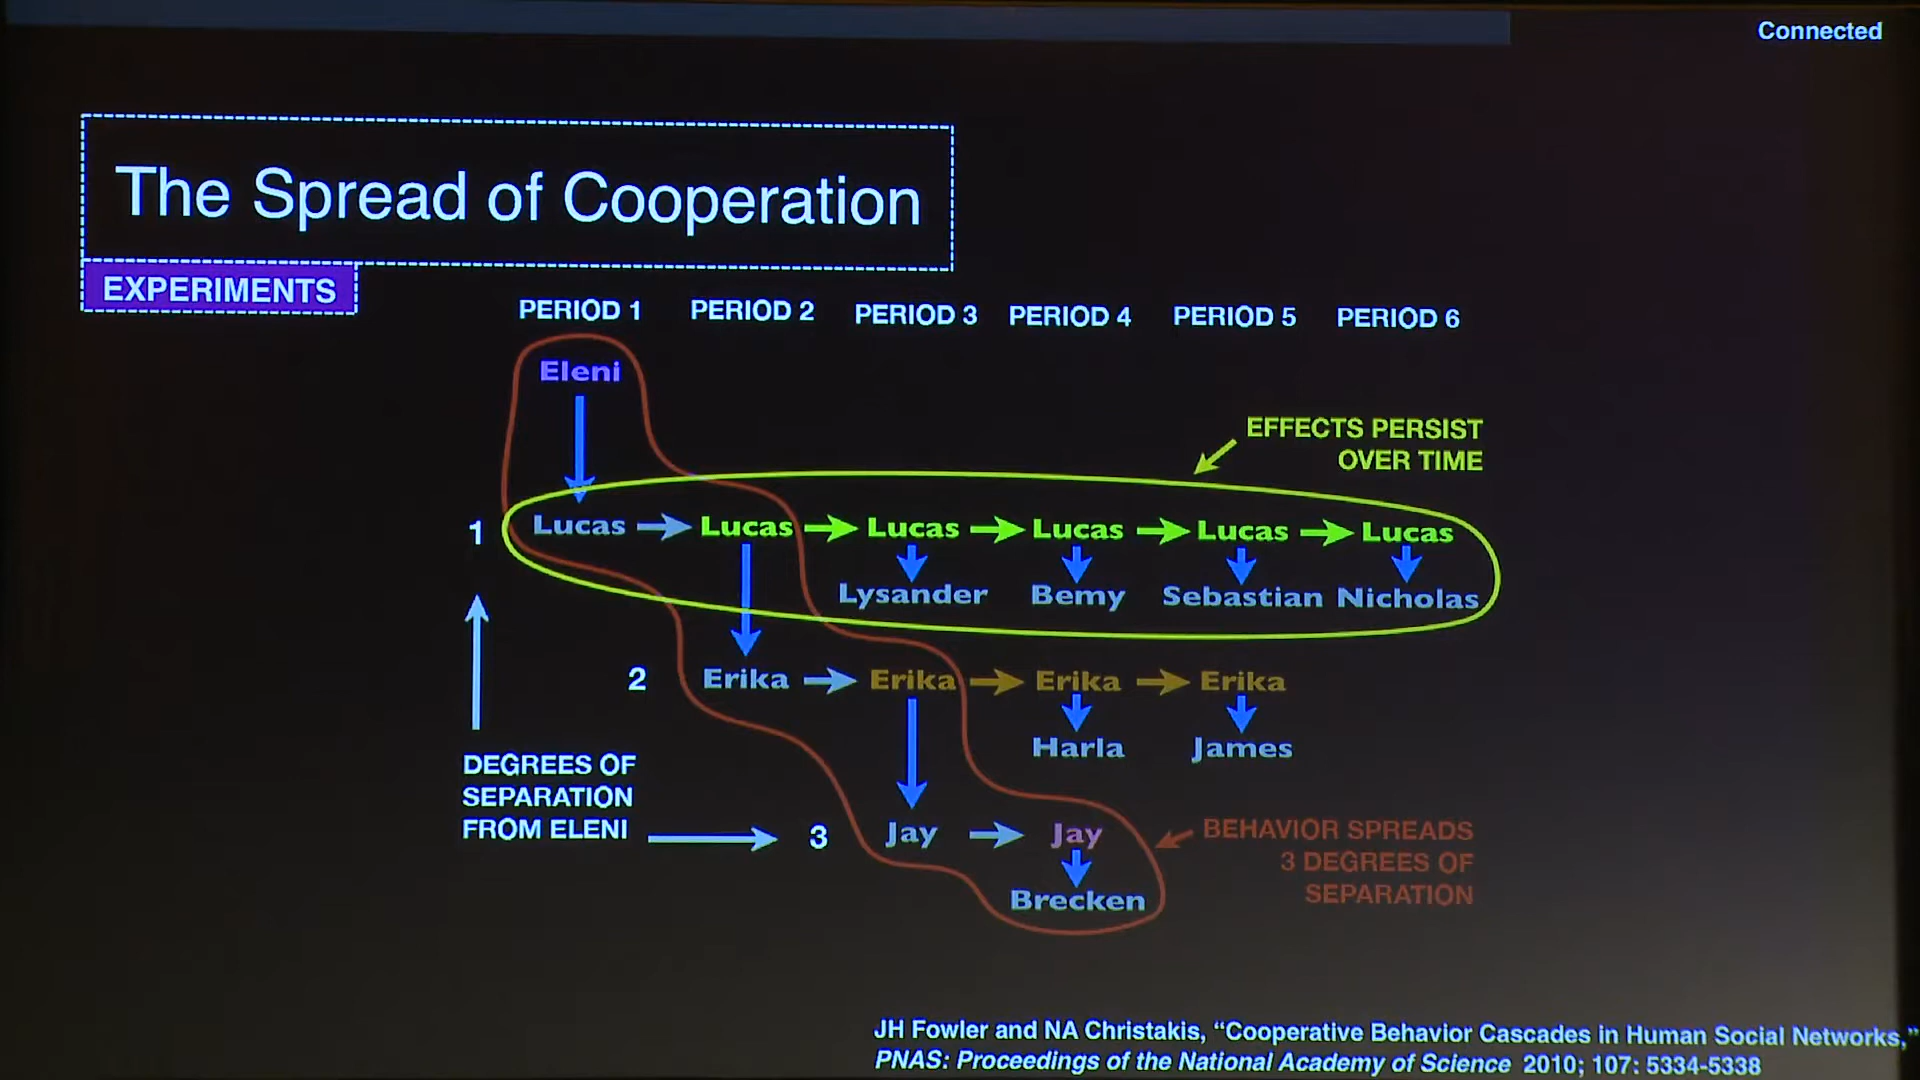 Connected
The Spread of Cooperation
EXPERIMENTS
PERIOD 1 PERIOD 2 PERIOD 3 PERIOD 4 PERIOD 5 PERIOD 6
Eleni
EFFECTS PERSIST
OVER TIME
1 Lucas Lucas Lucas Lucas Lucas Lucas
Lysander Bemy Sebastian Nicholas
2 Erika Erika Erika Erika
Harla James
DEGREES OF
SEPARATION
FROM ELENI
3 Jay Jay
Brecken
BEHAVIOR SPREADS
3 DEGREES OF
SEPARATION
JH Fowler and NA Christakis, “Cooperative Behavior Cascades in Human Social Networks,”
PNAS: Proceedings of the National Academy of Science 2010; 107: 5334-5338